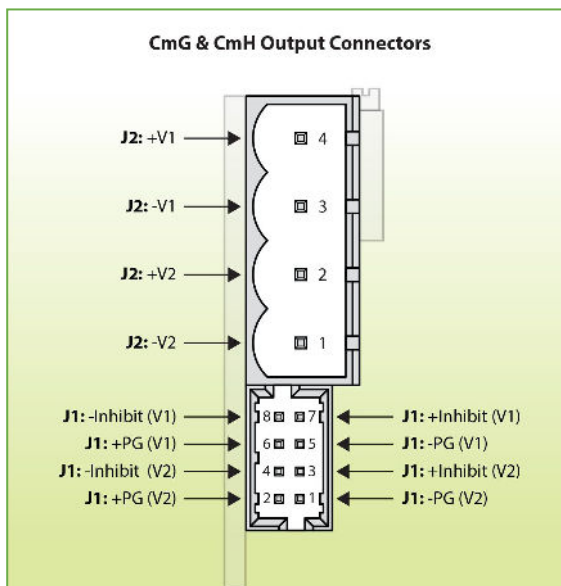 CmG & CmH Output Connectors
J2: +V1
4
J2: -V1
3
J2: +V2
2
J2: -V2
1
J1: -Inhibit (V1)
8
7
J1: +Inhibit (V1)
J1: +PG (V1)
6
5
J1: -PG (V1)
J1: -Inhibit (V2)
4
3
J1: +Inhibit (V2)
J1: +PG (V2)
2
1
J1: -PG (V2)